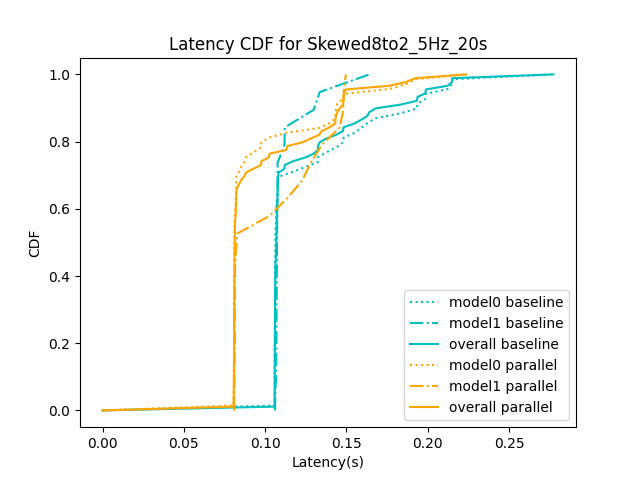 Latency CDF for Skewed8to2_5Hz_20s
1.0
0.8
0.6
0.4
0.2
0.0
CDF
model0 baseline
model1 baseline
overall baseline
model0 parallel
model1 parallel
overall parallel
0.00 0.05 0.10 0.15 0.20 0.25
Latency(s)